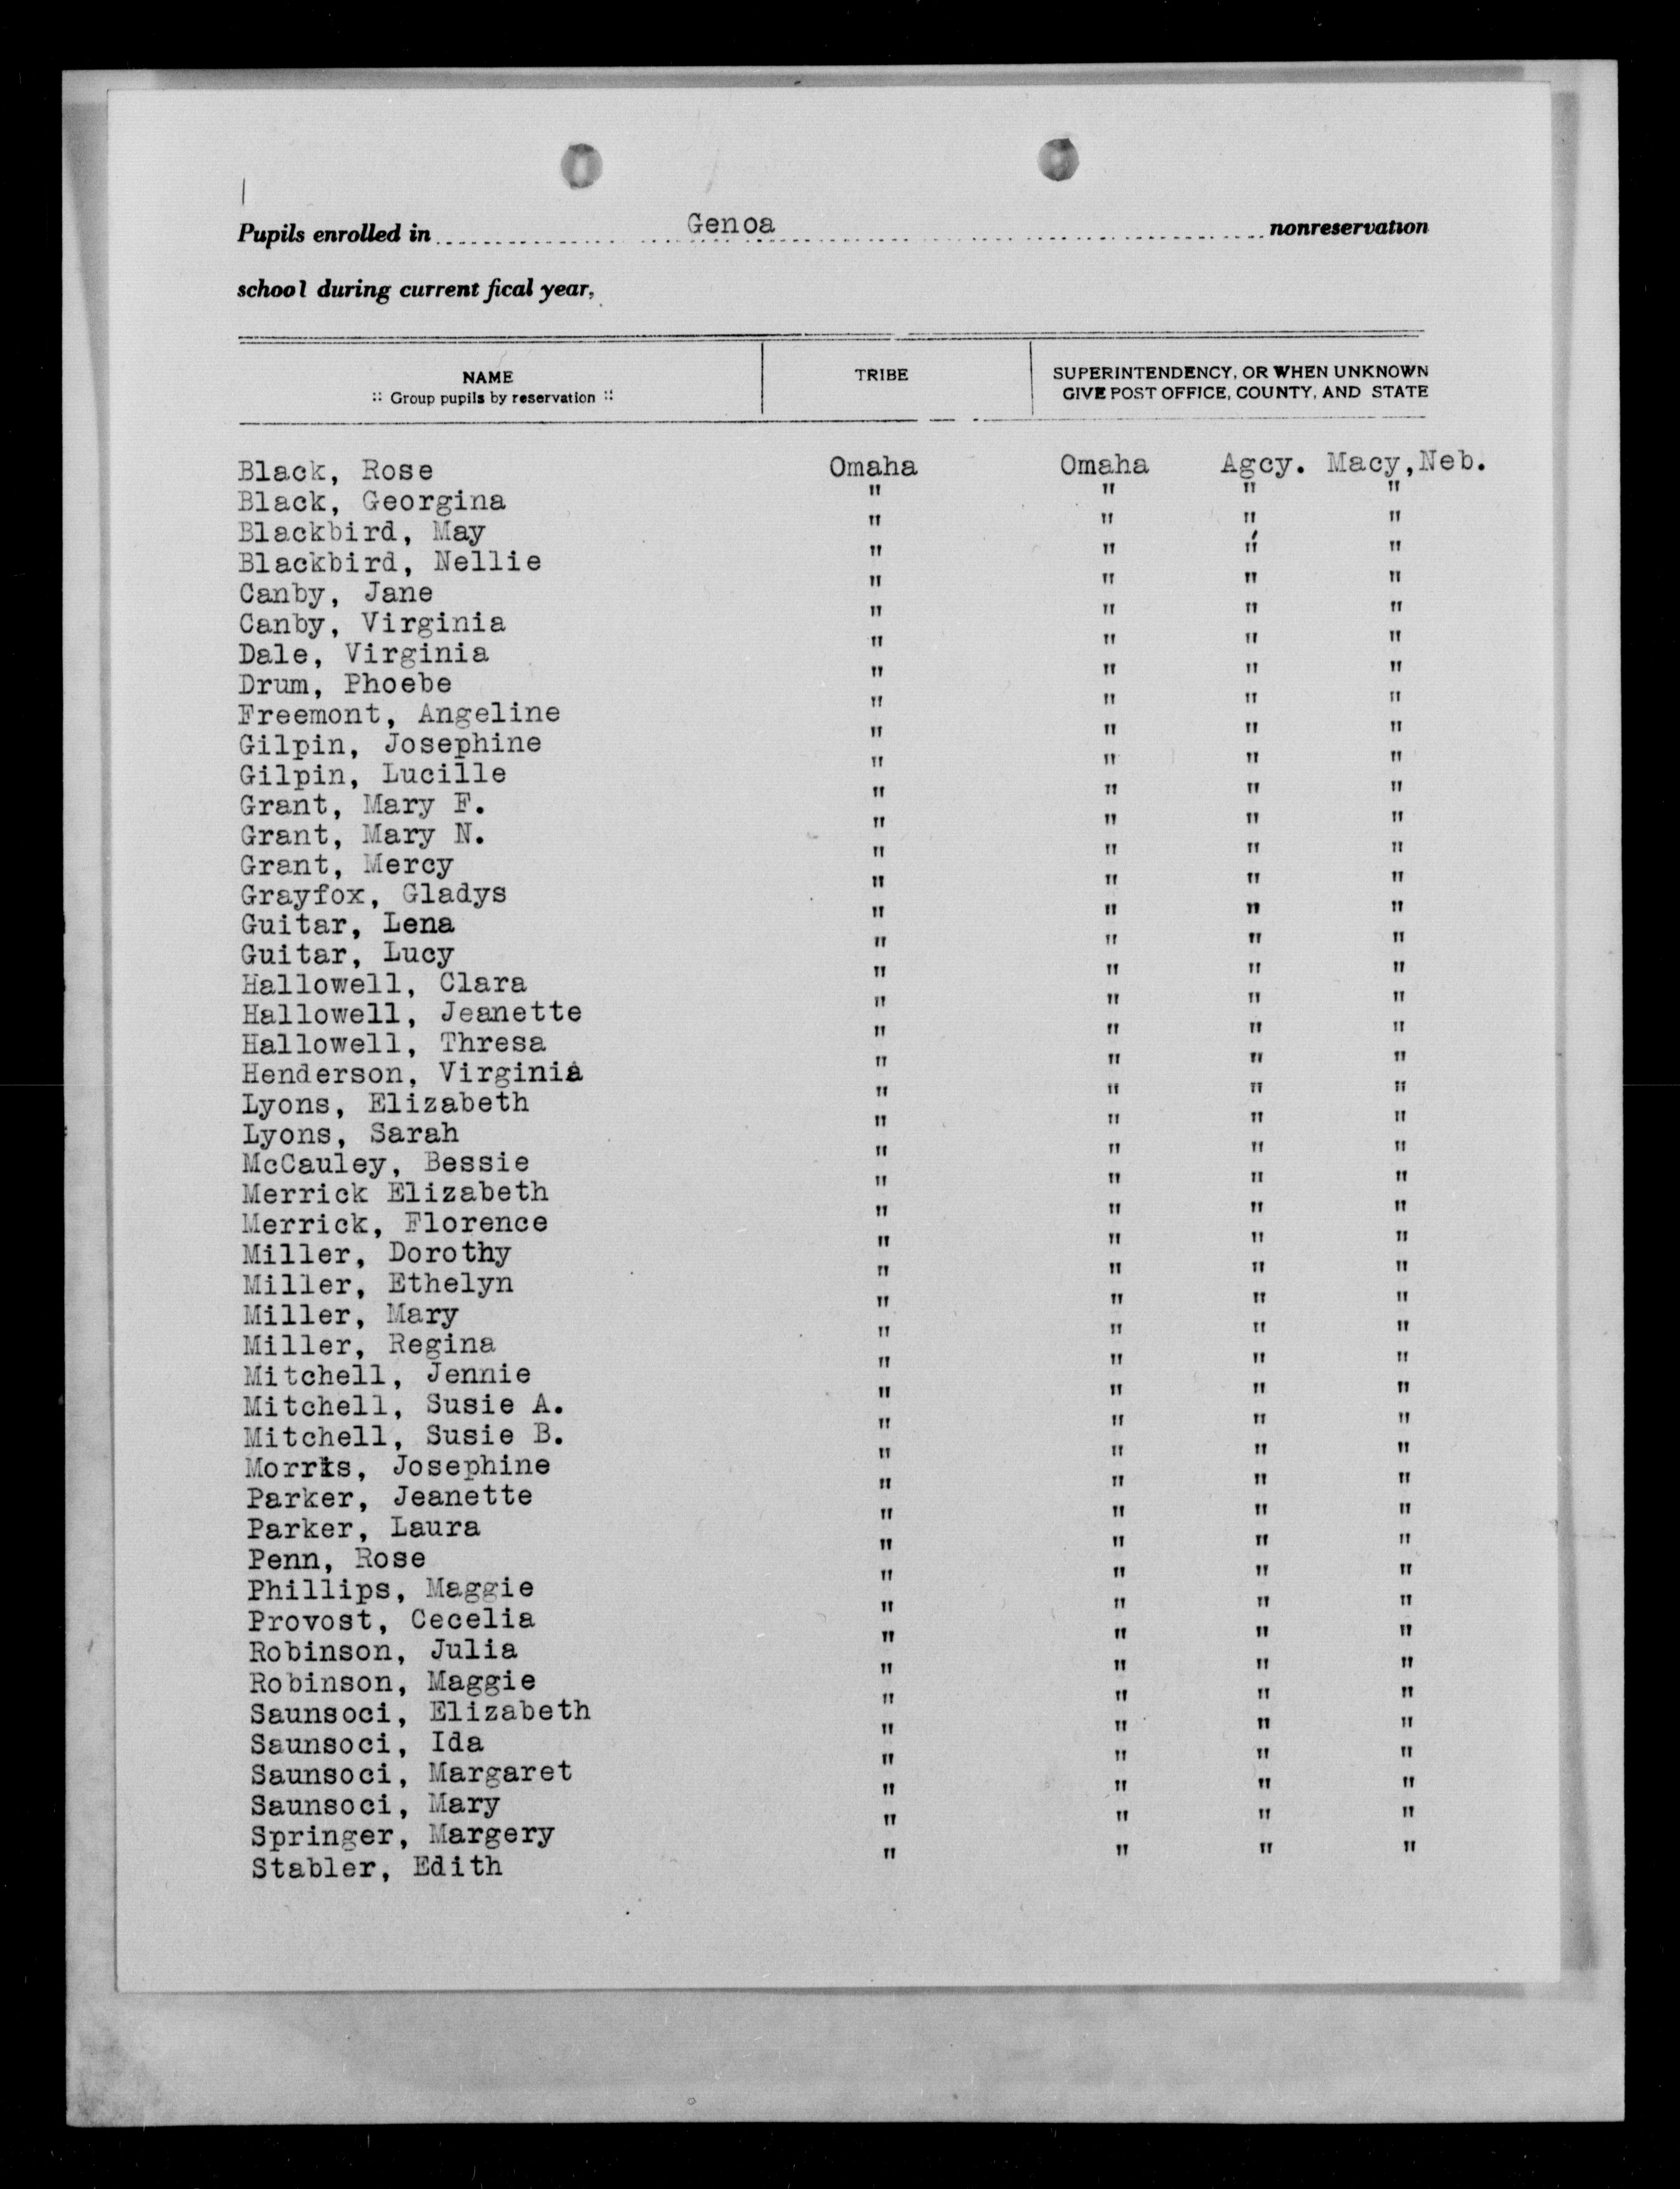 Pupils enrolled in Genoa nonreservation
school during current fical year,
NAME
:: Group pupils by reservation ::
TRIBE
SUPERINTENDENCY, OR WHEN UNKNOWN
GIVE POST OFFICE, COUNTY, AND STATE
Black, Rose Omaha Omaha Agcy. Macy, Neb.
Black, Georgina " " " "
Blackbird, May " " " "
Blackbird, Nellie " " " "
Canby, Jane " " " "
Canby, Virginia " " " "
Dale, Virginia " " " "
Drum, Phoebe " " " "
Freemont, Angeline " " " "
Gilpin, Josephine " " " "
Gilpin, Lucille " " " "
Grant, Mary F. " " " "
Grant, Mary N. " " " "
Grant, Mercy " " " "
Grayfox, Gladys " " " "
Guitar, Lena " " " "
Guitar, Lucy " " " "
Hallowell, Clara " " " "
Hallowell, Jeanette " " " "
Hallowell, Thresa " " " "
Henderson, Virginia " " " "
Lyons, Elizabeth " " " "
Lyons, Sarah " " " "
McCauley, Bessie " " " "
Merrick Elizabeth " " " "
Merrick, Florence " " " "
Miller, Dorothy " " " "
Miller, Ethelyn " " " "
Miller, Mary " " " "
Miller, Regina " " " "
Mitchell, Jennie " " " "
Mitchell, Susie A. " " " "
Mitchell, Susie B. " " " "
Morris, Josephine " " " "
Parker, Jeanette " " " "
Parker, Laura " " " "
Penn, Rose " " " "
Phillips, Maggie " " " "
Provost, Cecelia " " " "
Robinson, Julia " " " "
Robinson, Maggie " " " "
Saunsoci, Elizabeth " " " "
Saunsoci, Ida " " " "
Saunsoci, Margaret " " " "
Saunsoci, Mary " " " "
Springer, Margery " " " "
Stabler, Edith " " " "